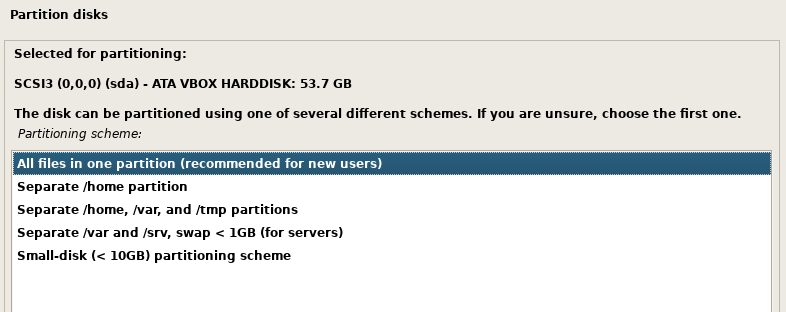 Partition disks
Selected for partitioning:
SCSI3 (0,0,0) (sda) - ATA VBOX HARDDISK: 53.7 GB
The disk can be partitioned using one of several different schemes. If you are unsure, choose the first one.
Partitioning scheme:
All files in one partition (recommended for new users)
Separate /home partition
Separate /home, /var, and /tmp partitions
Separate /var and /srv, swap < 1GB (for servers)
Small-disk (< 10GB) partitioning scheme